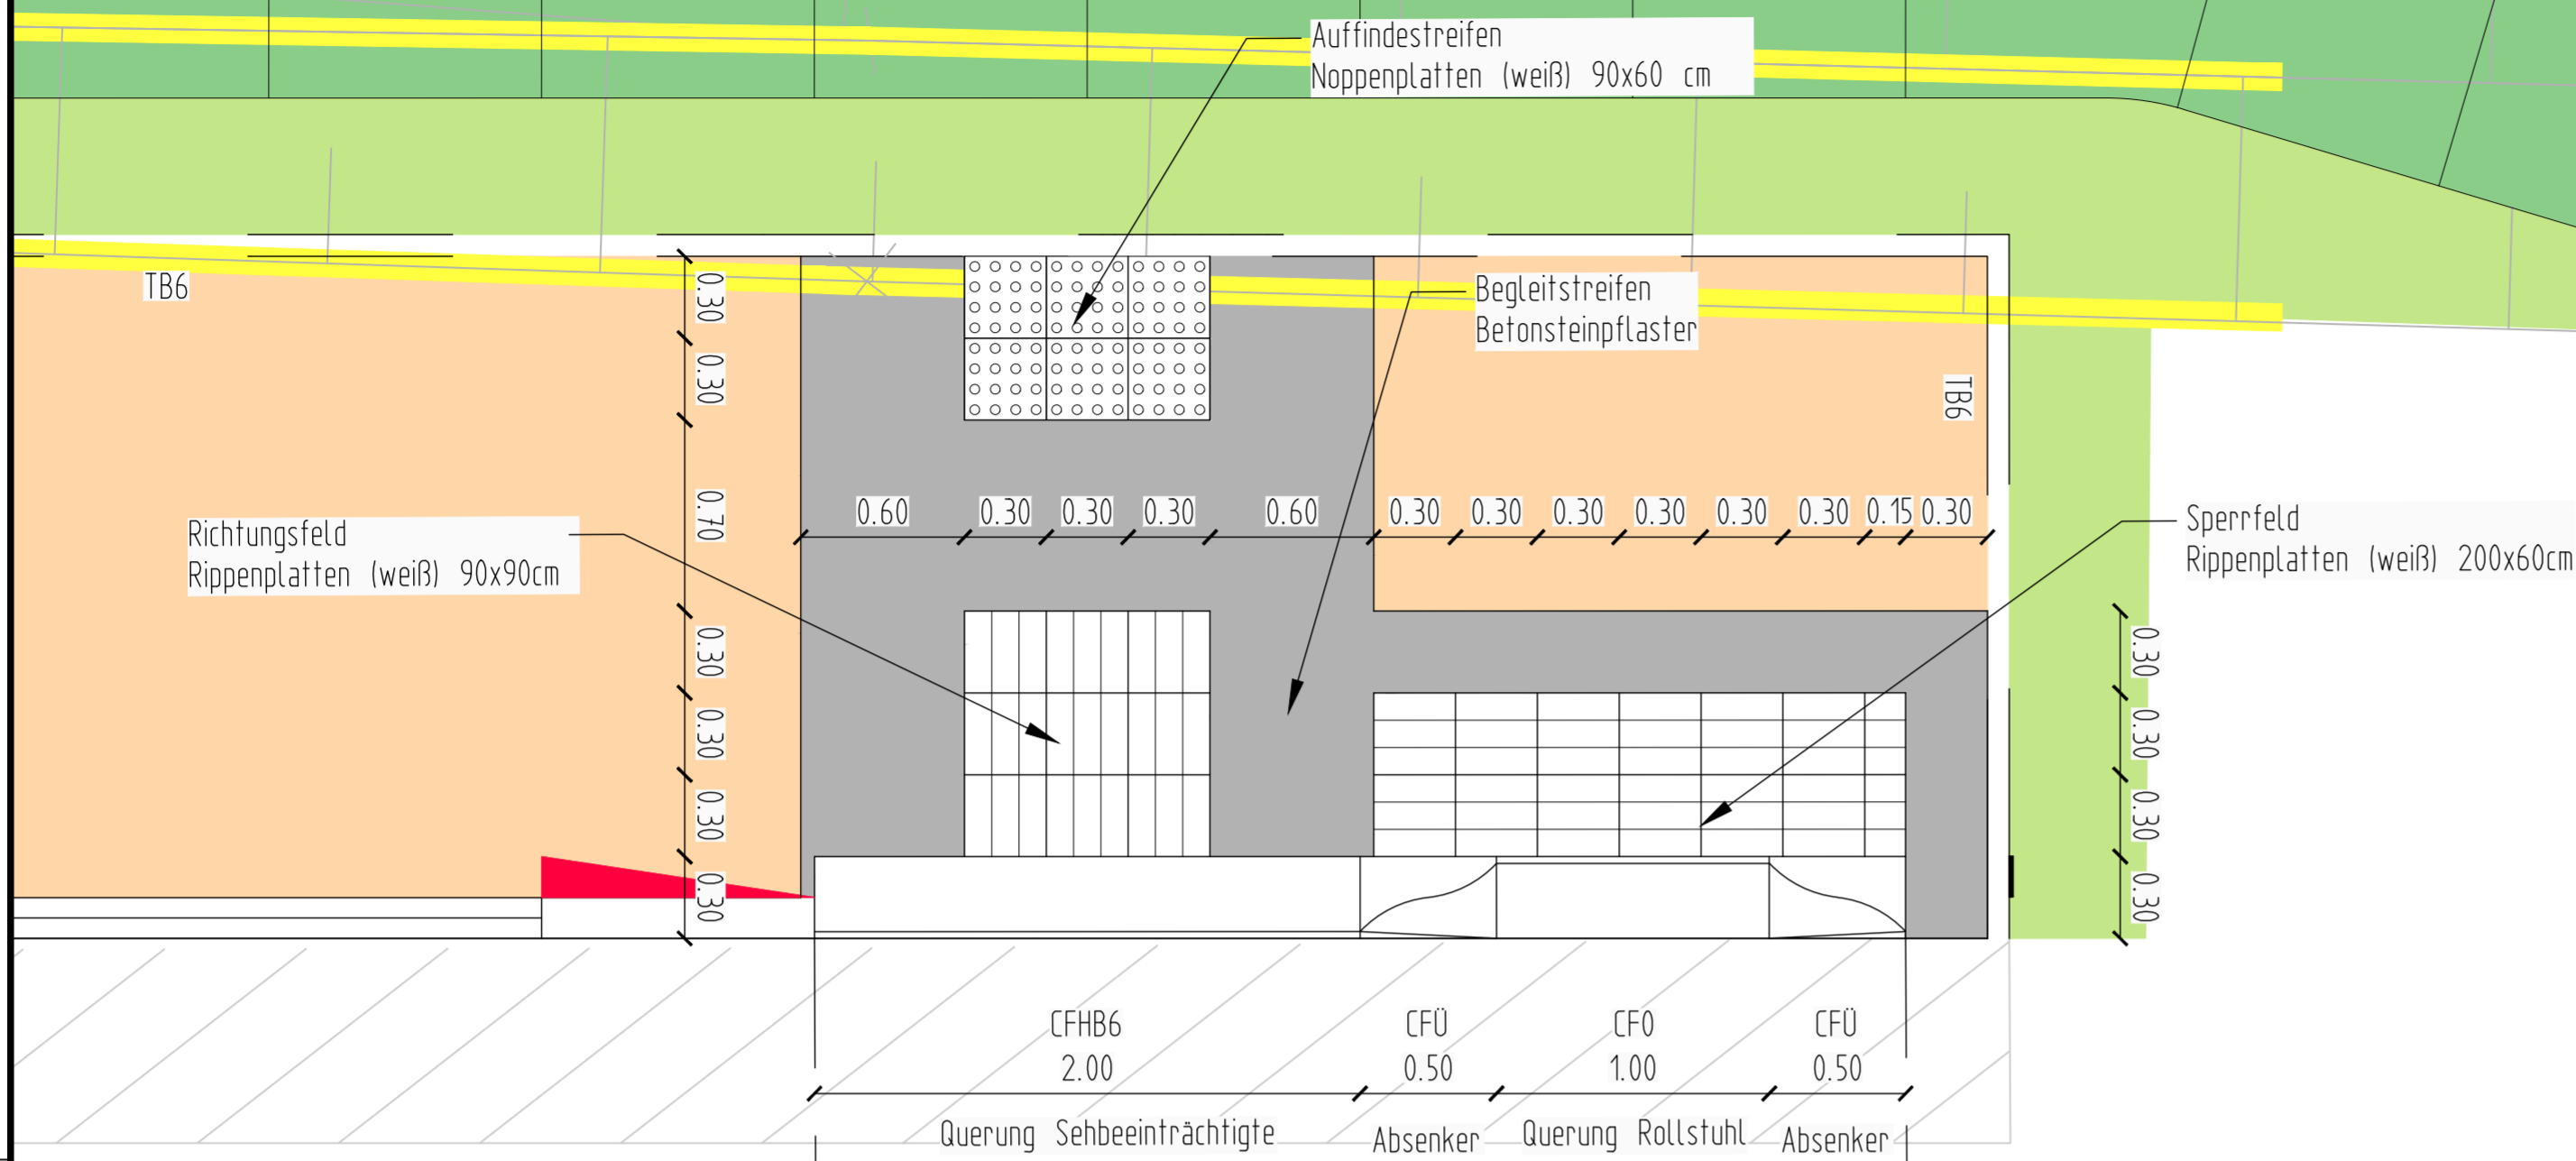 Auffindestreifen
Noppenplatten (weiß) 90x60 cm
TB6
Begleitstreifen
Betonsteinpflaster
TB6
Richtungsfeld
Rippenplatten (weiß) 90x90cm
Sperrfeld
Rippenplatten (weiß) 200x60cm
0.30
0.30
0.70
0.30
0.30
0.30
0.30
0.60 0.30 0.30 0.30 0.60 0.30 0.30 0.30 0.30 0.30 0.30 0.15 0.30
0.30
0.30
0.30
0.30
CFHB6 CFÜ CF0 CFÜ
2.00 0.50 1.00 0.50
Querung Sehbeeinträchtigte Absenker Querung Rollstuhl Absenker